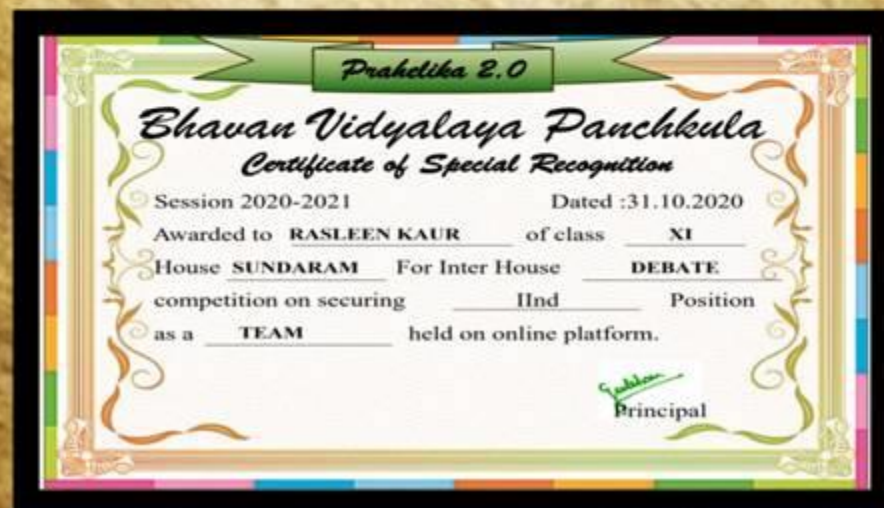 Prahelika 2.0
Bhavan Vidyalaya Panchkula
Certificate of Special Recognition
Session 2020-2021 Dated :31.10.2020
Awarded to RASLEEN KAUR of class XI
House SUNDARAM For Inter House DEBATE
competition on securing IInd Position
as a TEAM held on online platform.
Principal